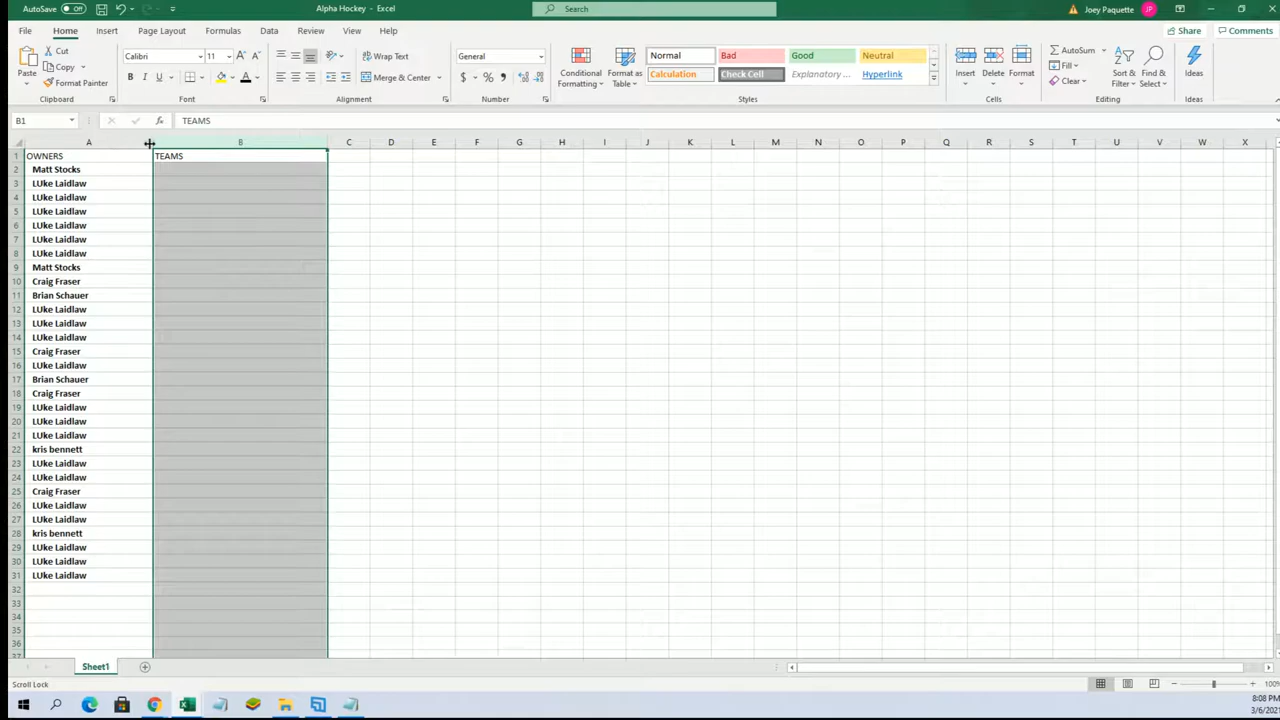 AutoSave Off Alpha Hockey - Excel Search Joey Paquette JP
File Home Insert Page Layout Formulas Data Review View Help Share Comments
Paste Cut Copy Format Painter Clipboard
Calibri 11 B I U Font
Wrap Text Merge & Center Alignment
General $ % , Number
Conditional Formatting Format as Table Normal Bad Good Neutral Calculation Check Cell Explanary ... Hyperlink Styles
Insert Delete Format Cells
AutoSum Fill Clear Sort & Filter Find & Select Editing
Ideas Ideas
B1 fx TEAMS
A B C D E F G H I J K L M N O P Q R S T U V W X
1 OWNERS TEAMS
2 Matt Stocks
3 LUke Laidlaw
4 LUke Laidlaw
5 LUke Laidlaw
6 LUke Laidlaw
7 LUke Laidlaw
8 LUke Laidlaw
9 Matt Stocks
10 Craig Fraser
11 Brian Schauer
12 LUke Laidlaw
13 LUke Laidlaw
14 LUke Laidlaw
15 Craig Fraser
16 LUke Laidlaw
17 Brian Schauer
18 Craig Fraser
19 LUke Laidlaw
20 LUke Laidlaw
21 LUke Laidlaw
22 kris bennett
23 LUke Laidlaw
24 LUke Laidlaw
25 Craig Fraser
26 LUke Laidlaw
27 LUke Laidlaw
28 kris bennett
29 LUke Laidlaw
30 LUke Laidlaw
31 LUke Laidlaw
32
33
34
35
36
37
Sheet1
Scroll Lock 100%
8:08 PM
3/6/202